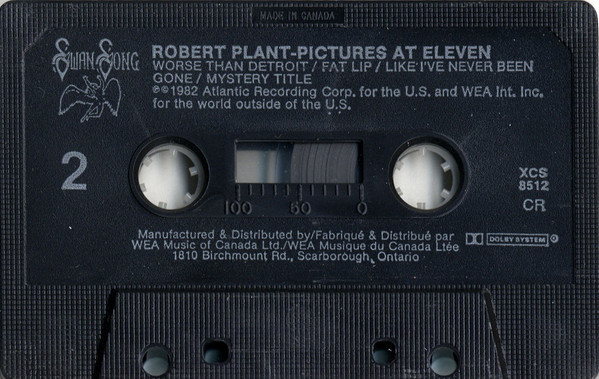 MADE IN CANADA
SWAN SONG
ROBERT PLANT-PICTURES AT ELEVEN
WORSE THAN DETROIT / FAT LIP / LIKE I'VE NEVER BEEN
GONE / MYSTERY TITLE
℗©1982 Atlantic Recording Corp. for the U.S. and WEA Int. Inc.
for the world outside of the U.S.
2
XCS
8512
CR
100 50 0
Manufactured & Distributed by/Fabriqué & Distribué par
WEA Music of Canada Ltd./WEA Musique du Canada Ltée
1810 Birchmount Rd., Scarborough, Ontario
DOLBY SYSTEM